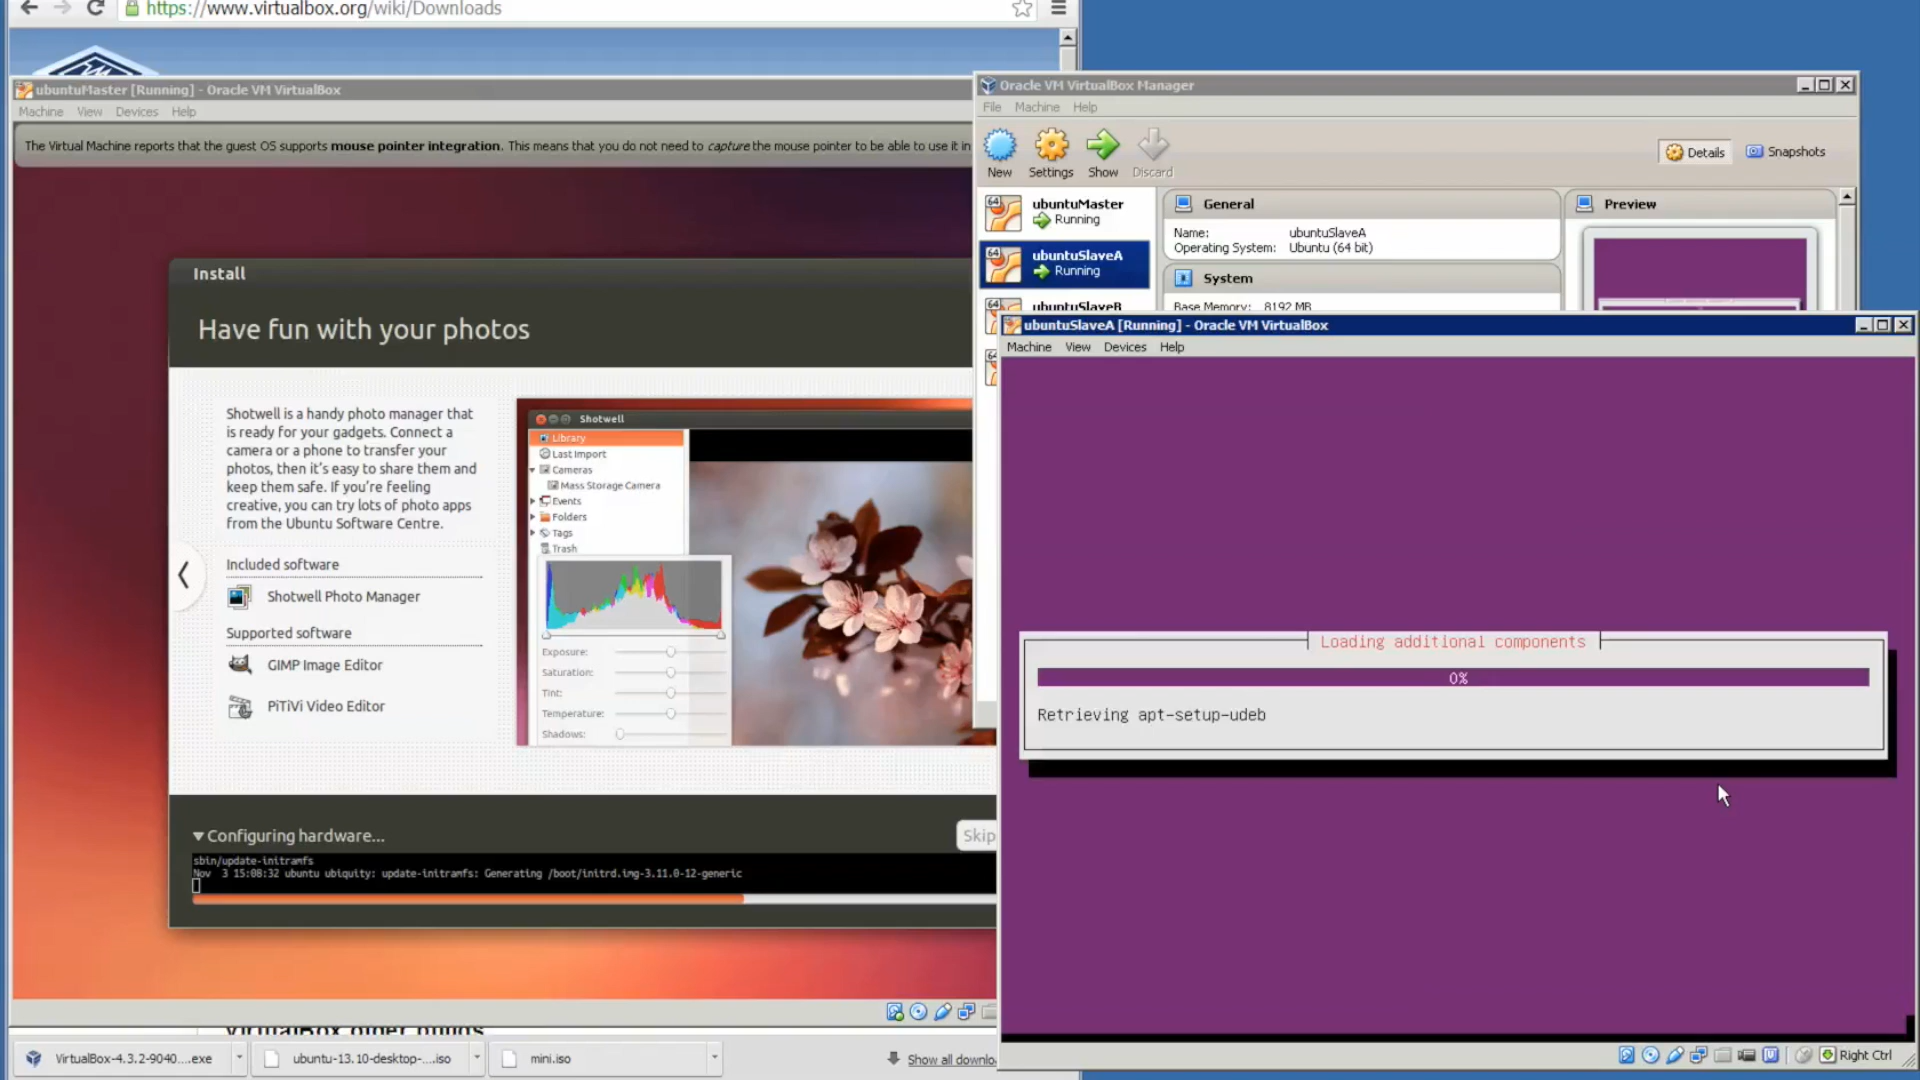 https://www.virtualbox.org/wiki/Downloads
ubuntuMaster [Running] - Oracle VM VirtualBox
Machine View Devices Help
The Virtual Machine reports that the guest OS supports mouse pointer integration. This means that you do not need to capture the mouse pointer to be able to use it in
Install
Have fun with your photos
Shotwell is a handy photo manager that
is ready for your gadgets. Connect a
camera or a phone to transfer your
photos, then it's easy to share them and
keep them safe. If you're feeling
creative, you can try lots of photo apps
from the Ubuntu Software Centre.
Included software
Shotwell Photo Manager
Supported software
GIMP Image Editor
PiTiVi Video Editor
Shotwell
Library
Last Import
Cameras
Mass Storage Camera
Events
Folders
Tags
Trash
Exposure:
Saturation:
Tint:
Temperature:
Shadows:
Configuring hardware...
Skip
sbin/update-initramfs
Nov 3 15:08:32 ubuntu ubiquity: update-initramfs: Generating /boot/initrd.img-3.11.0-12-generic
VirtualBox older builds
VirtualBox-4.3.2-9040....exe
ubuntu-13.10-desktop-....iso
mini.iso
Show all downlo
Oracle VM VirtualBox Manager
File Machine Help
New Settings Show Discard
Details Snapshots
64 ubuntuMaster
Running
64 ubuntuSlaveA
Running
64 ubuntuSlaveB
64
General
Name: ubuntuSlaveA
Operating System: Ubuntu (64 bit)
System
Base Memory: 8192 MB
Preview
ubuntuSlaveA [Running] - Oracle VM VirtualBox
Machine View Devices Help
Loading additional components
0%
Retrieving apt-setup-udeb
Right Ctrl